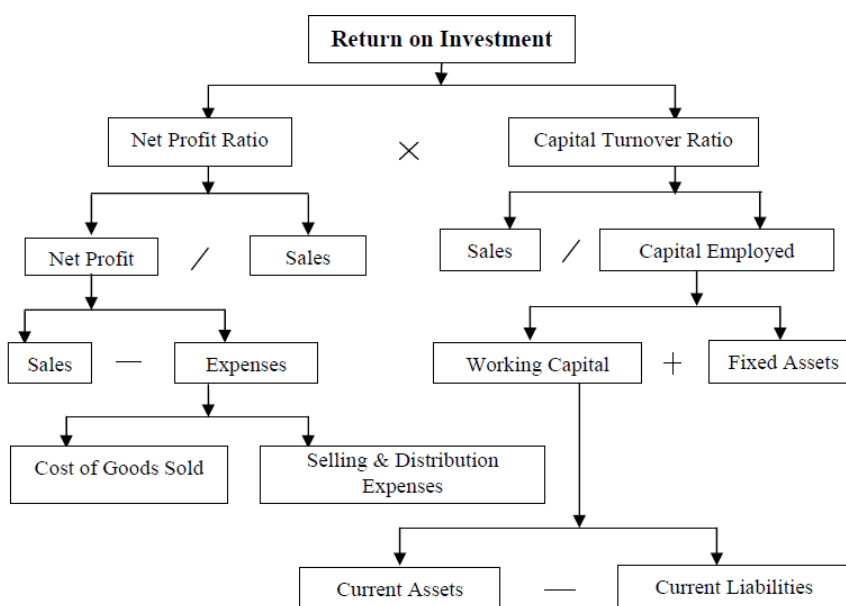 Return on Investment
Net Profit Ratio
×
Capital Turnover Ratio
Net Profit
/
Sales
Sales
/
Capital Employed
Sales
—
Expenses
Working Capital
+
Fixed Assets
Cost of Goods Sold
Selling & Distribution
Expenses
Current Assets
—
Current Liabilities